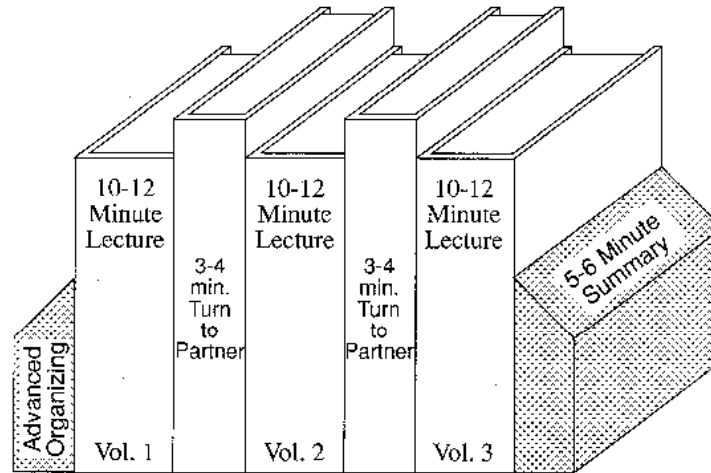 Advanced
Organizing
10-12
Minute
Lecture
Vol. 1
3-4
min.
Turn
to
Partner
10-12
Minute
Lecture
Vol. 2
3-4
min.
Turn
to
Partner
10-12
Minute
Lecture
Vol. 3
5-6 Minute
Summary